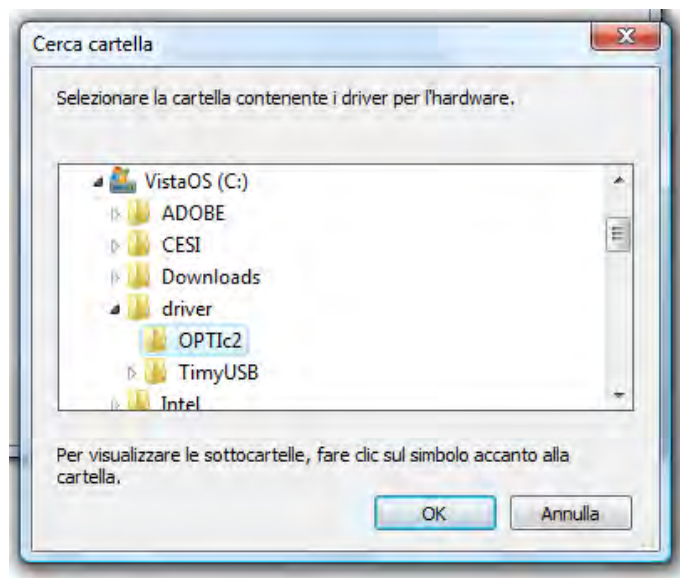 Cerca cartella
Selezionare la cartella contenente i driver per l'hardware.
VistaOS (C:)
ADOBE
CESI
Downloads
driver
OPTIc2
TimyUSB
Intel
Per visualizzare le sottocartelle, fare clic sul simbolo accanto alla
cartella.
OK
Annulla